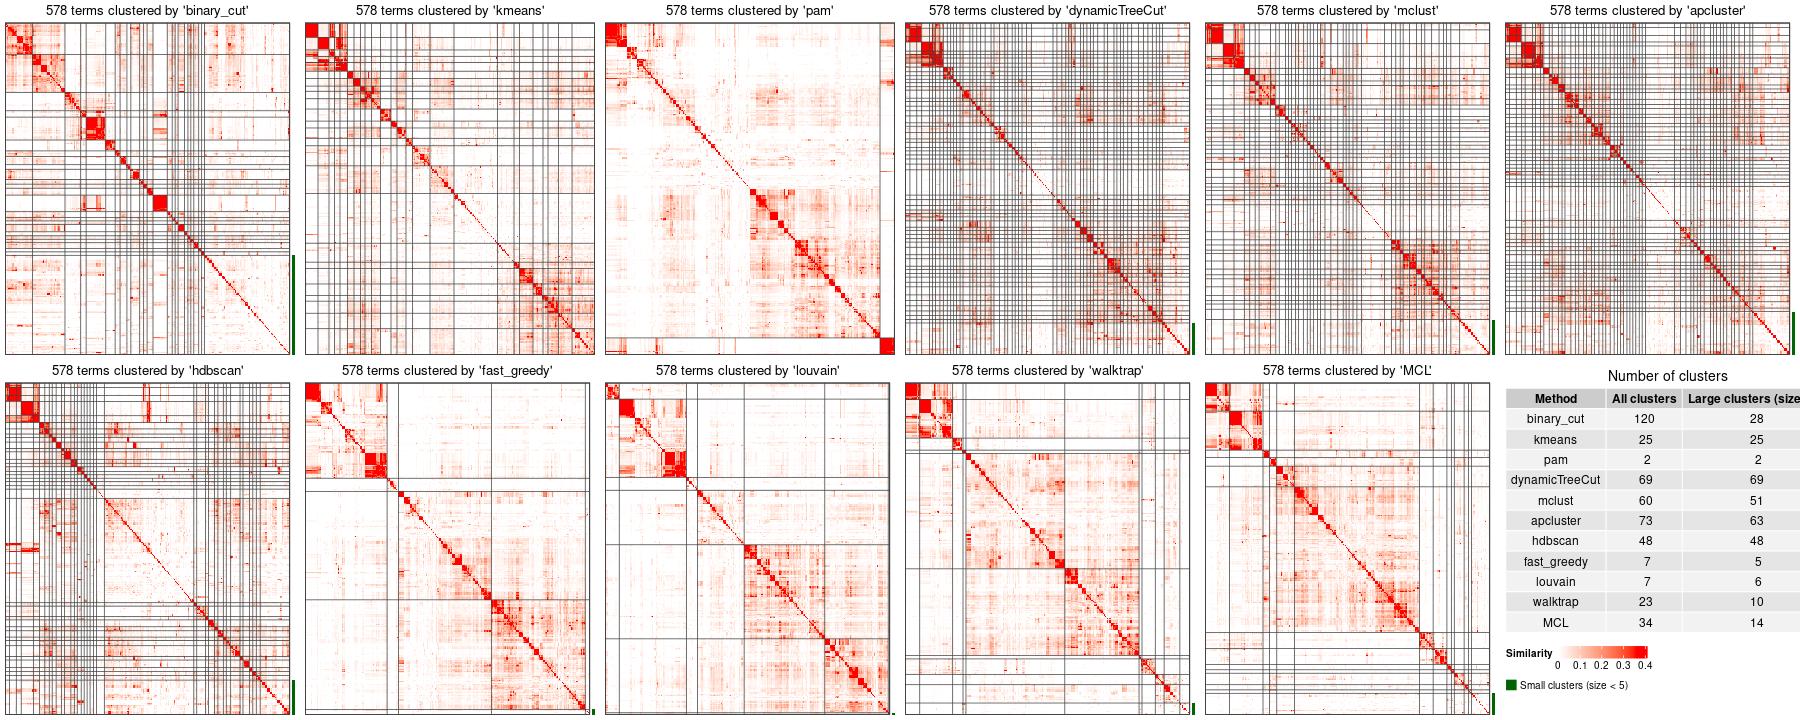 578 terms clustered by 'binary_cut'
578 terms clustered by 'kmeans'
578 terms clustered by 'pam'
578 terms clustered by 'dynamicTreeCut'
578 terms clustered by 'mclust'
578 terms clustered by 'apcluster'
578 terms clustered by 'hdbscan'
578 terms clustered by 'fast_greedy'
578 terms clustered by 'louvain'
578 terms clustered by 'walktrap'
578 terms clustered by 'MCL'
Number of clusters
Method All clusters Large clusters (size
binary_cut 120 28
kmeans 25 25
pam 2 2
dynamicTreeCut 69 69
mclust 60 51
apcluster 73 63
hdbscan 48 48
fast_greedy 7 5
louvain 7 6
walktrap 23 10
MCL 34 14
Similarity
0 0.1 0.2 0.3 0.4
Small clusters (size < 5)